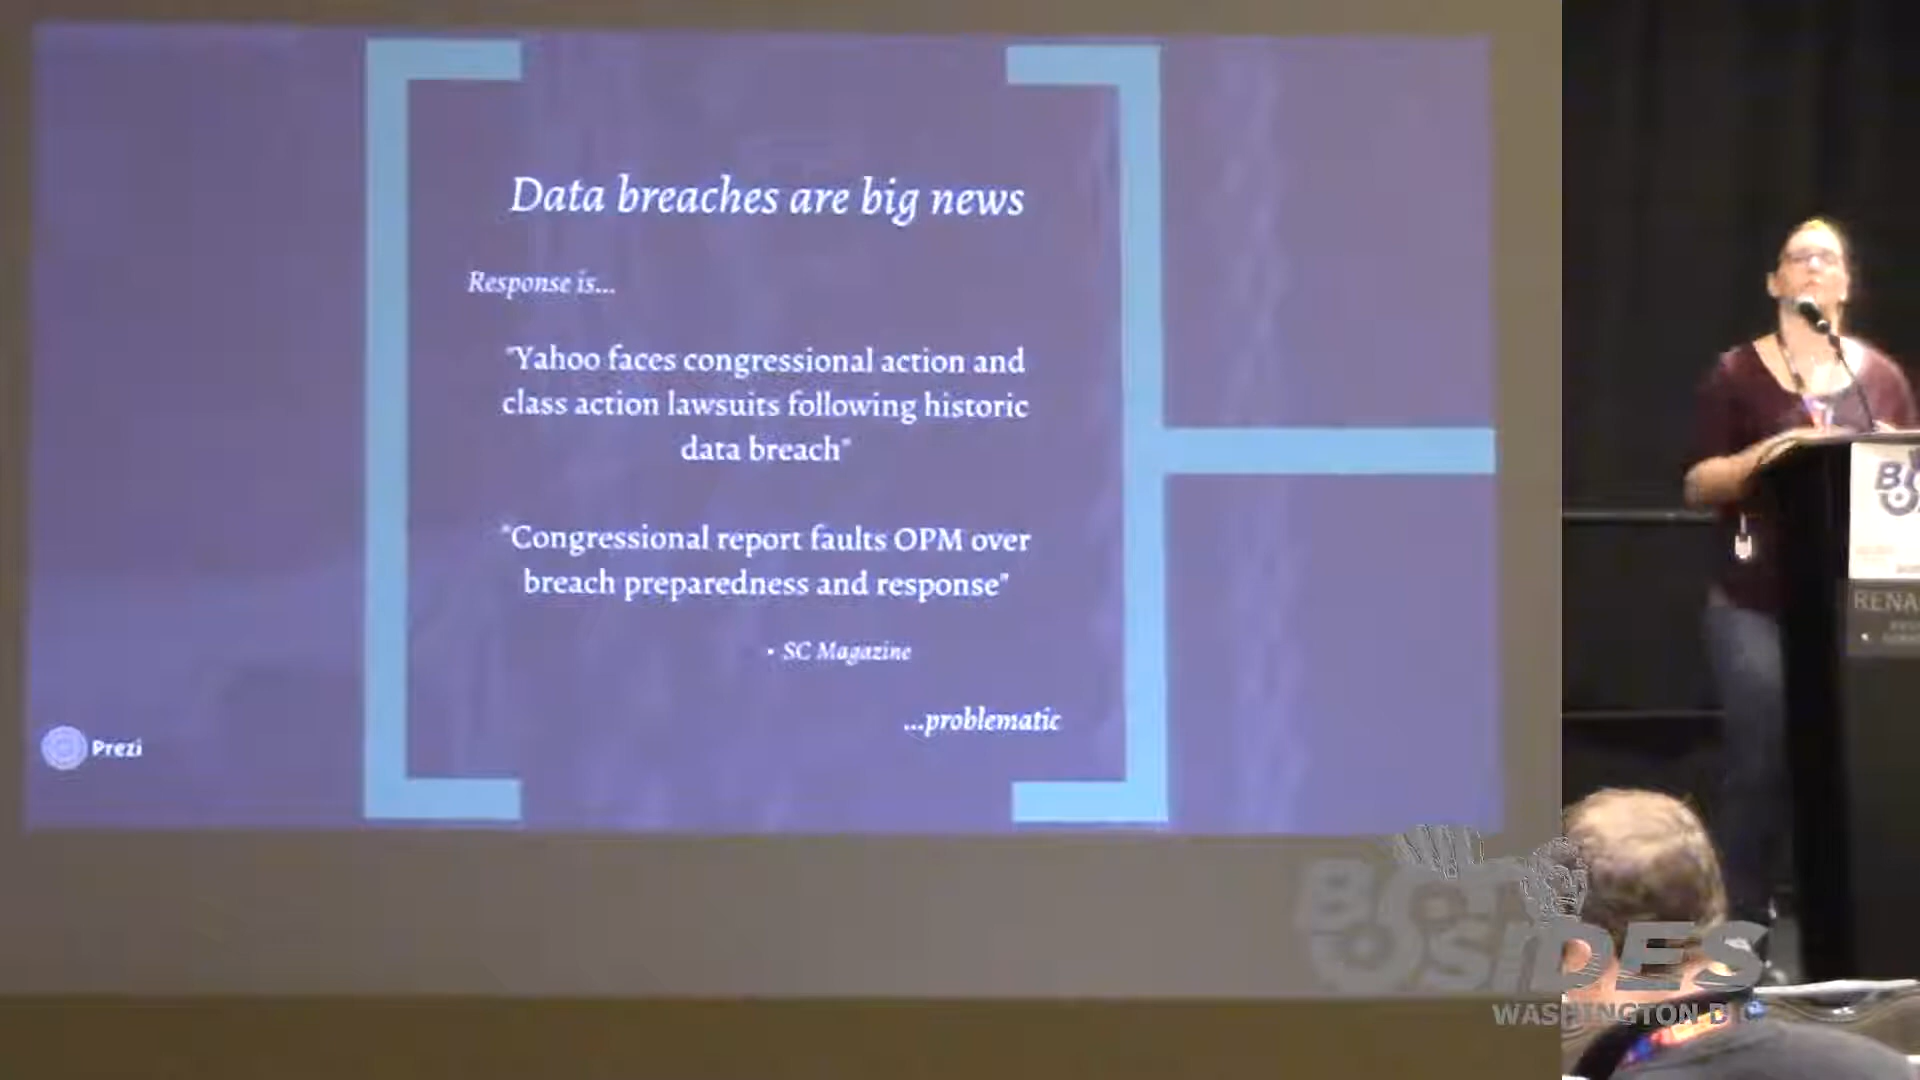 Data breaches are big news
Response is...
"Yahoo faces congressional action and
class action lawsuits following historic
data breach"
"Congressional report faults OPM over
breach preparedness and response"
• SC Magazine
...problematic
Prezi
RENA
BSIDES
WASHINGTON D.C.